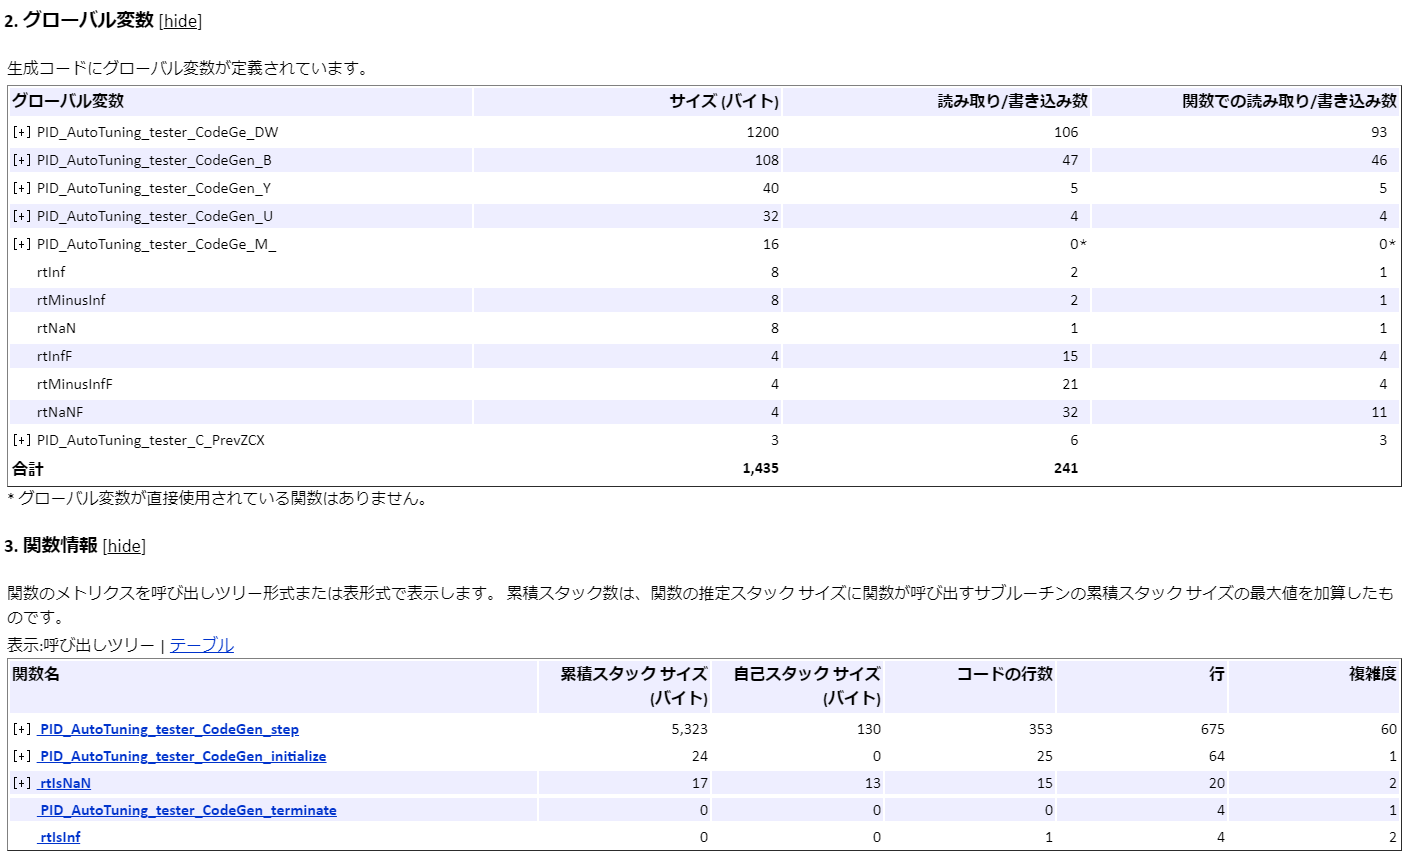 2. グローバル変数 [hide]
生成コードにグローバル変数が定義されています。
グローバル変数 サイズ (バイト) 読み取り/書き込み数 関数での読み取り/書き込み数
[+] PID_AutoTuning_tester_CodeGe_DW 1200 106 93
[+] PID_AutoTuning_tester_CodeGen_B 108 47 46
[+] PID_AutoTuning_tester_CodeGen_Y 40 5 5
[+] PID_AutoTuning_tester_CodeGen_U 32 4 4
[+] PID_AutoTuning_tester_CodeGe_M_ 16 0* 0*
rtInf 8 2 1
rtMinusInf 8 2 1
rtNaN 8 1 1
rtInfF 4 15 4
rtMinusInfF 4 21 4
rtNaNF 4 32 11
[+] PID_AutoTuning_tester_C_PrevZCX 3 6 3
合計 1,435 241
* グローバル変数が直接使用されている関数はありません。
3. 関数情報 [hide]
関数のメトリクスを呼び出しツリー形式または表形式で表示します。 累積スタック数は、関数の推定スタック サイズに関数が呼び出すサブルーチンの累積スタック サイズの最大値を加算したも
のです。
表示:呼び出しツリー | テーブル
関数名 累積スタック サイズ (バイト) 自己スタック サイズ (バイト) コードの行数 行 複雑度
[+] PID_AutoTuning_tester_CodeGen_step 5,323 130 353 675 60
[+] PID_AutoTuning_tester_CodeGen_initialize 24 0 25 64 1
[+] rtIsNaN 17 13 15 20 2
PID_AutoTuning_tester_CodeGen_terminate 0 0 0 4 1
rtIsInf 0 0 1 4 2